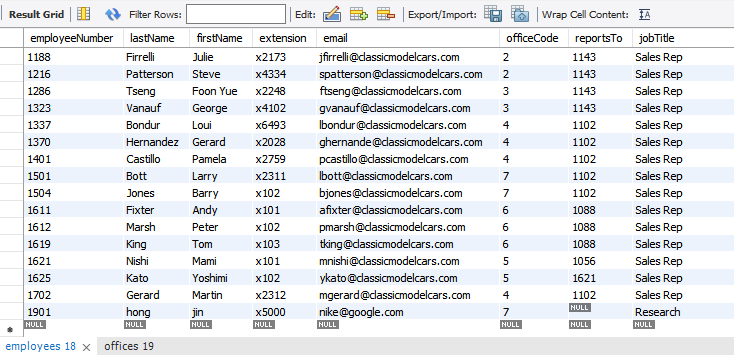 Result Grid Filter Rows: Edit: Export/Import: Wrap Cell Content: IA
employeeNumber lastName firstName extension email officeCode reportsTo jobTitle
1188 Firrelli Julie x2173 jfirrelli@classicmodelcars.com 2 1143 Sales Rep
1216 Patterson Steve x4334 spatterson@classicmodelcars.com 2 1143 Sales Rep
1286 Tseng Foon Yue x2248 ftseng@classicmodelcars.com 3 1143 Sales Rep
1323 Vanauf George x4102 gvanauf@classicmodelcars.com 3 1143 Sales Rep
1337 Bondur Loui x6493 lbondur@classicmodelcars.com 4 1102 Sales Rep
1370 Hernandez Gerard x2028 ghernande@classicmodelcars.com 4 1102 Sales Rep
1401 Castillo Pamela x2759 pcastillo@classicmodelcars.com 4 1102 Sales Rep
1501 Bott Larry x2311 lbott@classicmodelcars.com 7 1102 Sales Rep
1504 Jones Barry x102 bjones@classicmodelcars.com 7 1102 Sales Rep
1611 Fixter Andy x101 afixter@classicmodelcars.com 6 1088 Sales Rep
1612 Marsh Peter x102 pmarsh@classicmodelcars.com 6 1088 Sales Rep
1619 King Tom x103 tking@classicmodelcars.com 6 1088 Sales Rep
1621 Nishi Mami x101 mnishi@classicmodelcars.com 5 1056 Sales Rep
1625 Kato Yoshimi x102 ykato@classicmodelcars.com 5 1621 Sales Rep
1702 Gerard Martin x2312 mgerard@classicmodelcars.com 4 1102 Sales Rep
1901 hong jin x5000 nike@google.com 7 NULL Research
NULL NULL NULL NULL NULL NULL NULL NULL
employees 18 offices 19